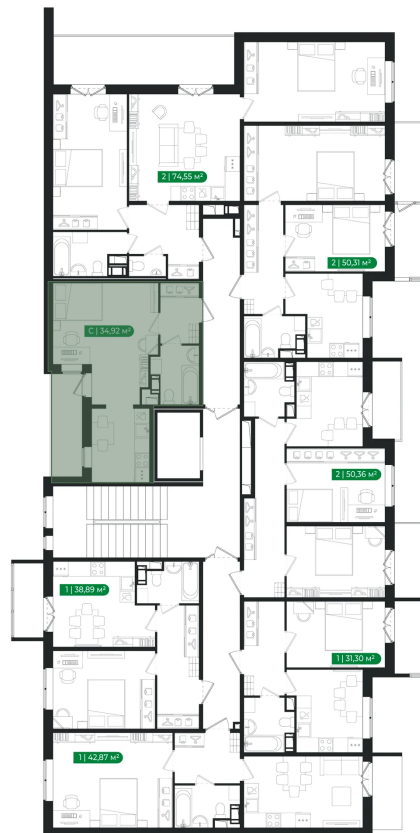 2 | 74,55 м²
2 | 50,31 м²
С | 34,92 м²
2 | 50,36 м²
1 | 38,89 м²
1 | 31,30 м²
1 | 42,87 м²